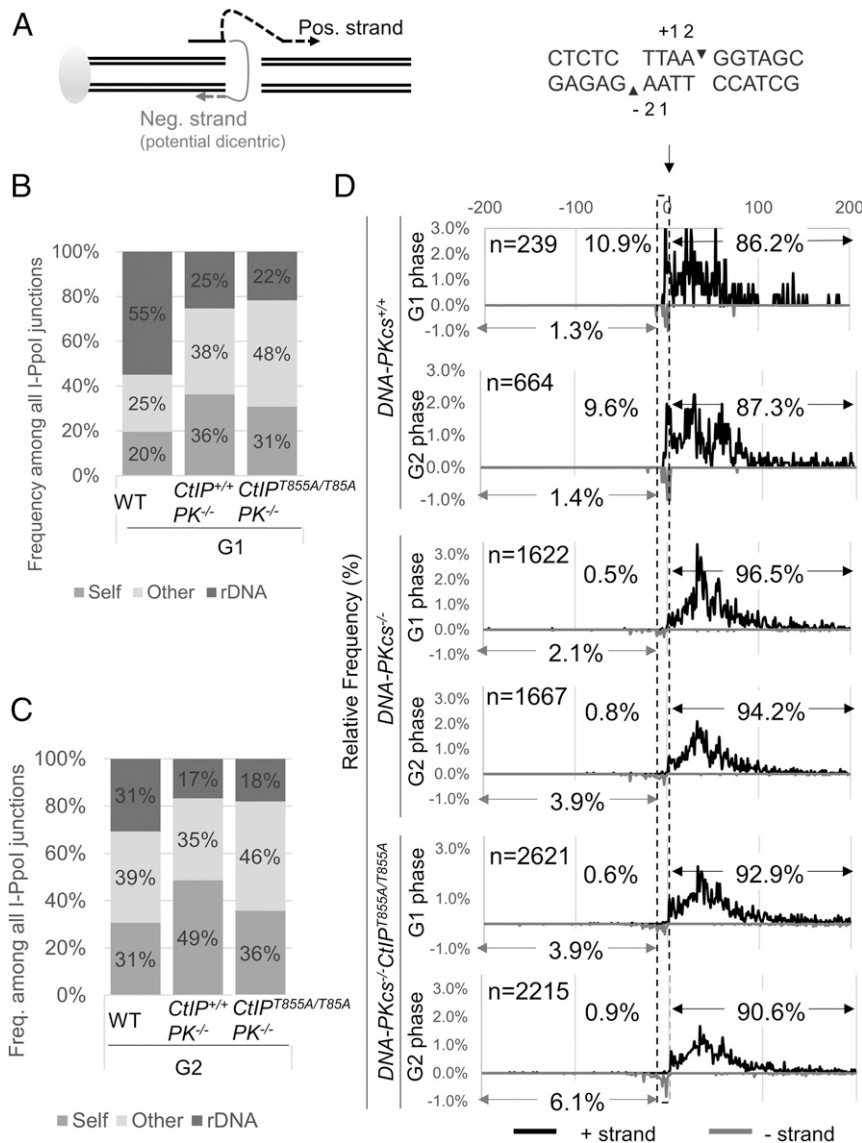 A
Pos. strand
Neg. strand
(potential dicentric)
+1 2
CTCTC TTAA GGTAGC
GAGAG AATT CCATCG
- 2 1
B
Frequency among all I-Ppol junctions
100%
80%
60%
40%
20%
0%
55%
25%
20%
25%
38%
36%
22%
48%
31%
WT
CtIP+/+
PK-/-
CtIPT855A/T85A
PK-/-
G1
Self Other rDNA
C
Freq. among all I-Ppol junctions
100%
80%
60%
40%
20%
0%
31%
39%
31%
17%
35%
49%
18%
46%
36%
WT
CtIP+/+
PK-/-
CtIPT855A/T85A
PK-/-
G2
Self Other rDNA
D
-200 -100 0 100 200
Relative Frequency (%)
DNA-PKcs+/+
G1 phase
3.0%
2.0%
1.0%
0.0%
-1.0%
n=239 10.9% 86.2%
1.3%
G2 phase
3.0%
2.0%
1.0%
0.0%
-1.0%
n=664
9.6% 87.3%
1.4%
DNA-PKcs-/-
G1 phase
3.0%
2.0%
1.0%
0.0%
-1.0%
n=1622
0.5% 96.5%
2.1%
G2 phase
3.0%
2.0%
1.0%
0.0%
-1.0%
n=1667
0.8% 94.2%
3.9%
DNA-PKcs-/-CtIPT855A/T855A
G1 phase
3.0%
1.0%
0.0%
-1.0%
n=2621
0.6% 92.9%
3.9%
G2 phase
3.0%
2.0%
1.0%
0.0%
-1.0%
n=2215
0.9% 90.6%
6.1%
+ strand - strand